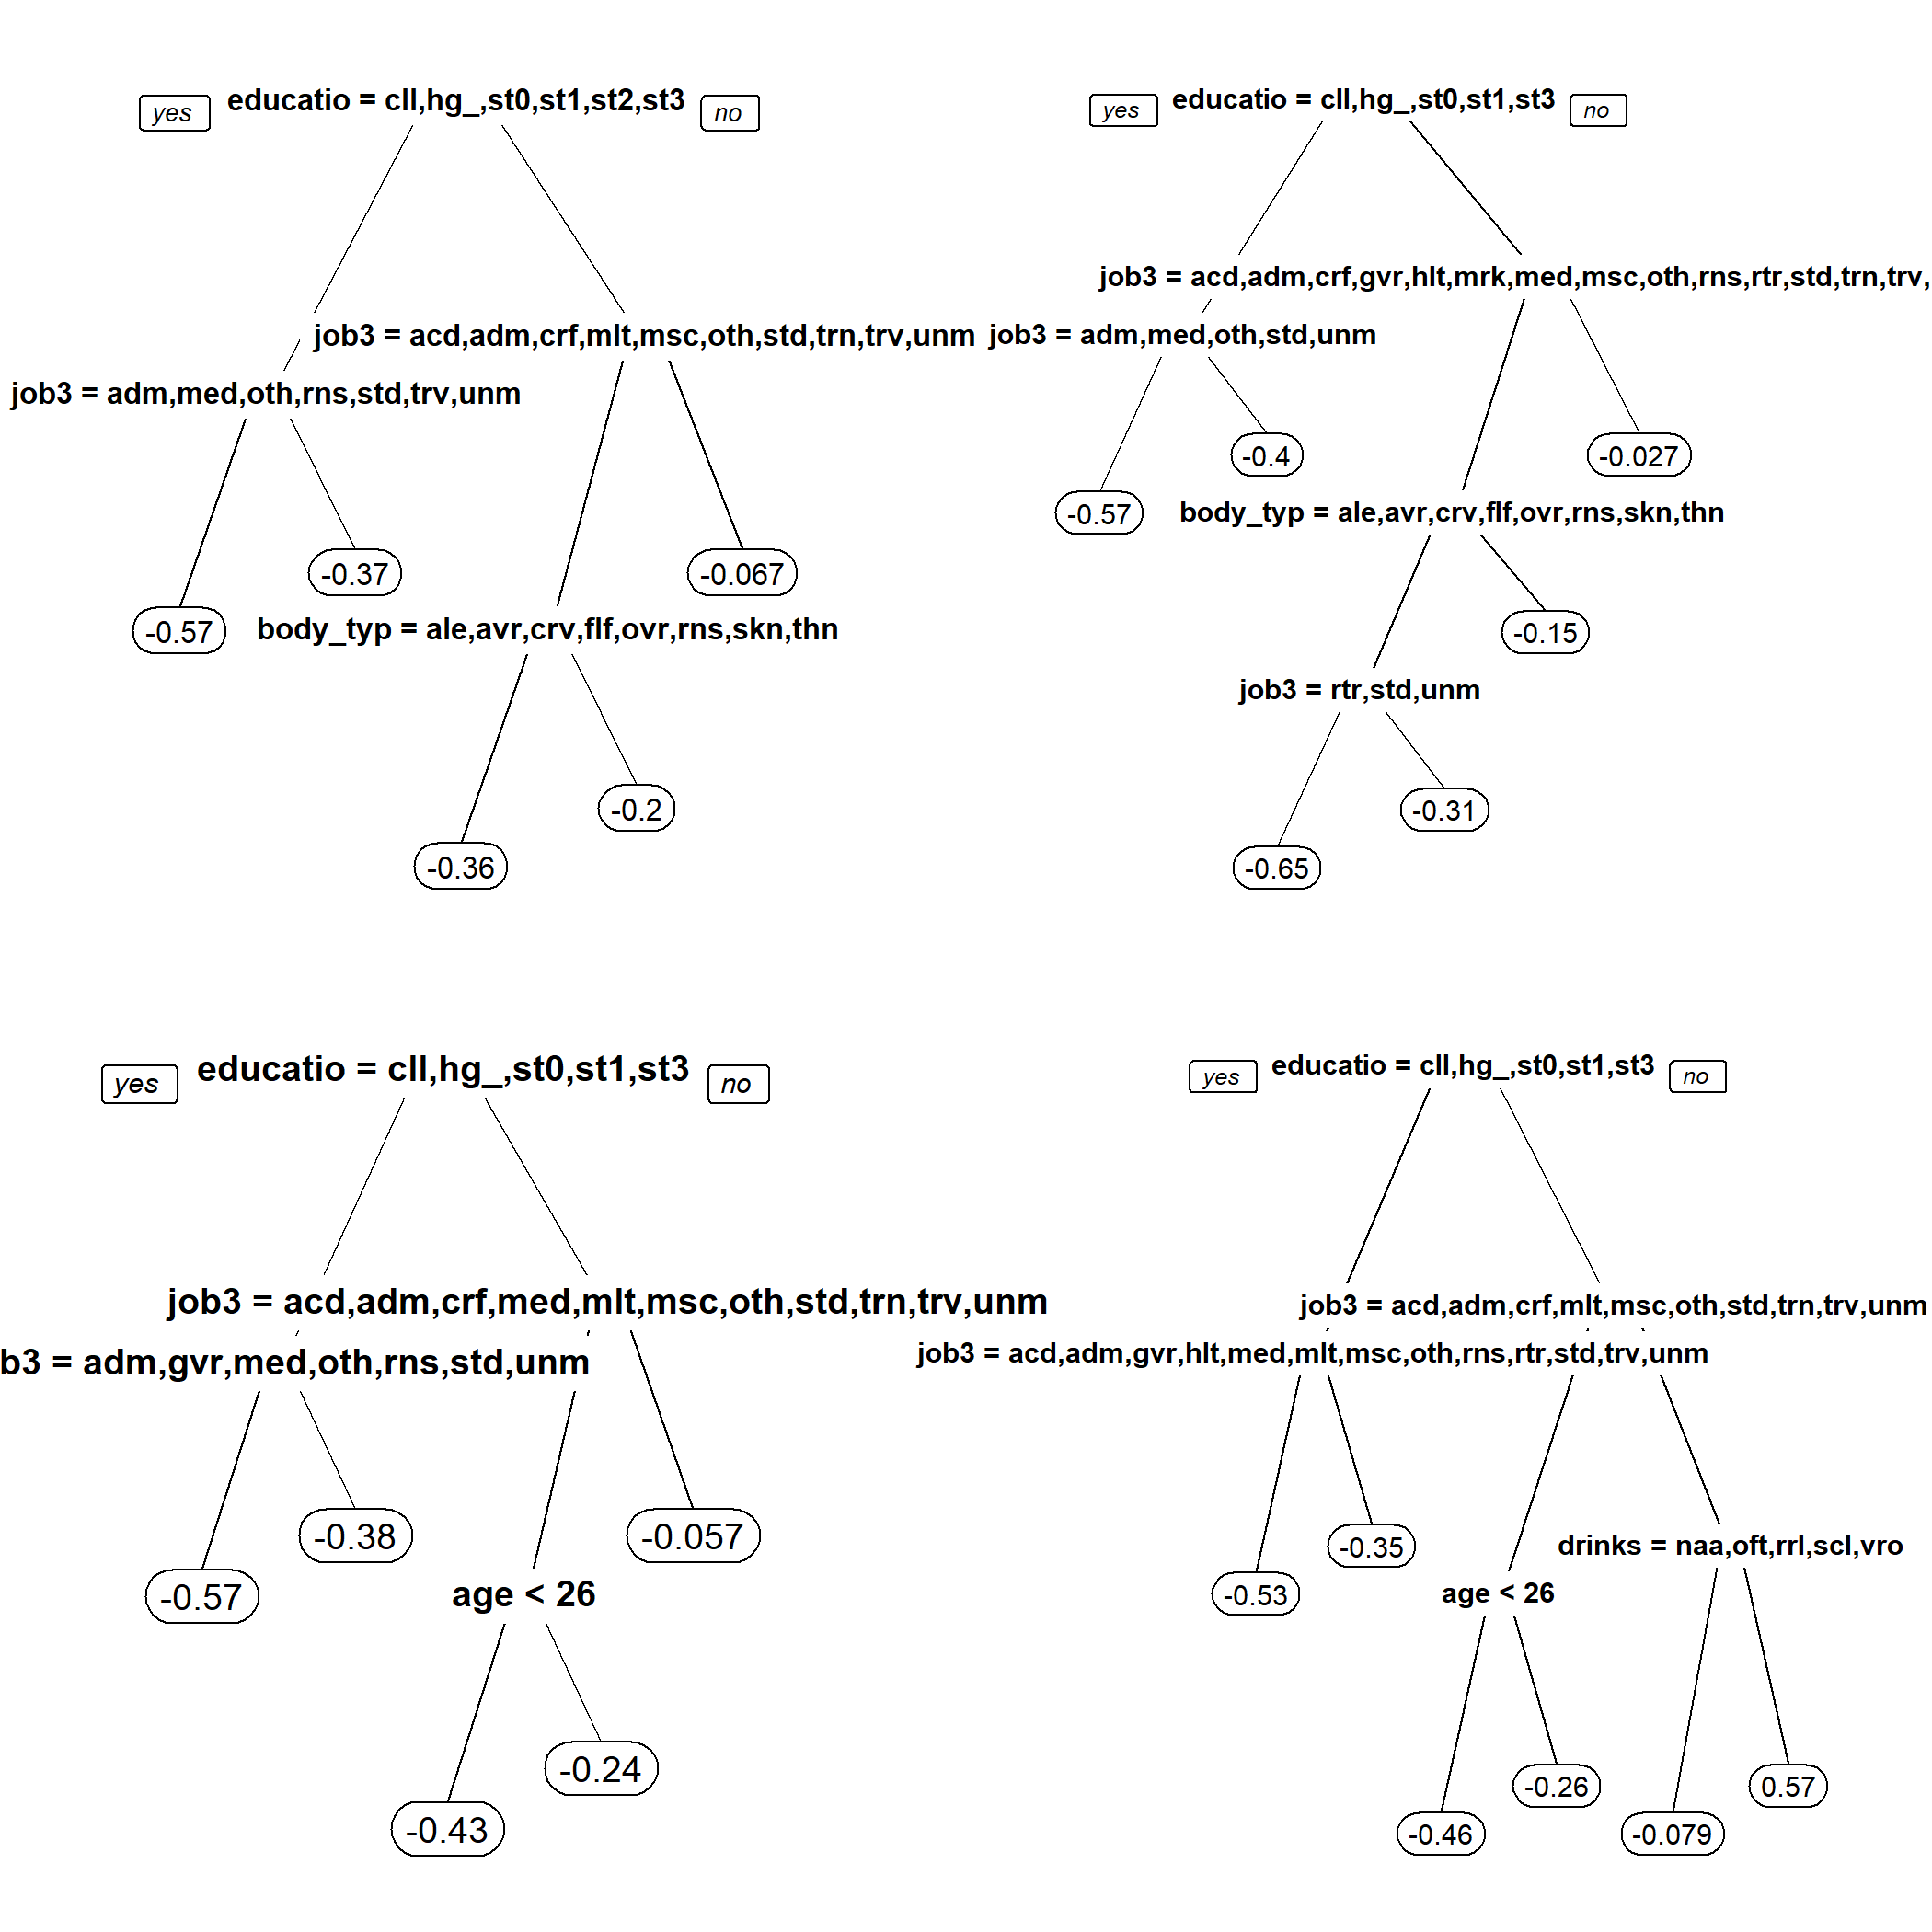 yes educatio = cll,hg_,st0,st1,st2,st3 no
job3 = acd,adm,crf,mlt,msc,oth,std,trn,trv,unm
job3 = adm,med,oth,rns,std,trv,unm
-0.37
-0.067
-0.57
body_typ = ale,avr,crv,flf,ovr,rns,skn,thn
-0.2
-0.36
yes educatio = cll,hg_,st0,st1,st3 no
job3 = acd,adm,crf,gvr,hlt,mrk,med,msc,oth,rns,rtr,std,trn,trv,
job3 = adm,med,oth,std,unm
-0.4
-0.027
-0.57
body_typ = ale,avr,crv,flf,ovr,rns,skn,thn
-0.15
job3 = rtr,std,unm
-0.31
-0.65
yes educatio = cll,hg_,st0,st1,st3 no
job3 = acd,adm,crf,med,mlt,msc,oth,std,trn,trv,unm
b3 = adm,gvr,med,oth,rns,std,unm
-0.38
-0.057
-0.57
age < 26
-0.24
-0.43
yes educatio = cll,hg_,st0,st1,st3 no
job3 = acd,adm,crf,mlt,msc,oth,std,trn,trv,unm
job3 = acd,adm,gvr,hlt,med,mlt,msc,oth,rns,rtr,std,trv,unm
-0.35
drinks = naa,oft,rrl,scl,vro
-0.53
age < 26
-0.26
0.57
-0.46
-0.079